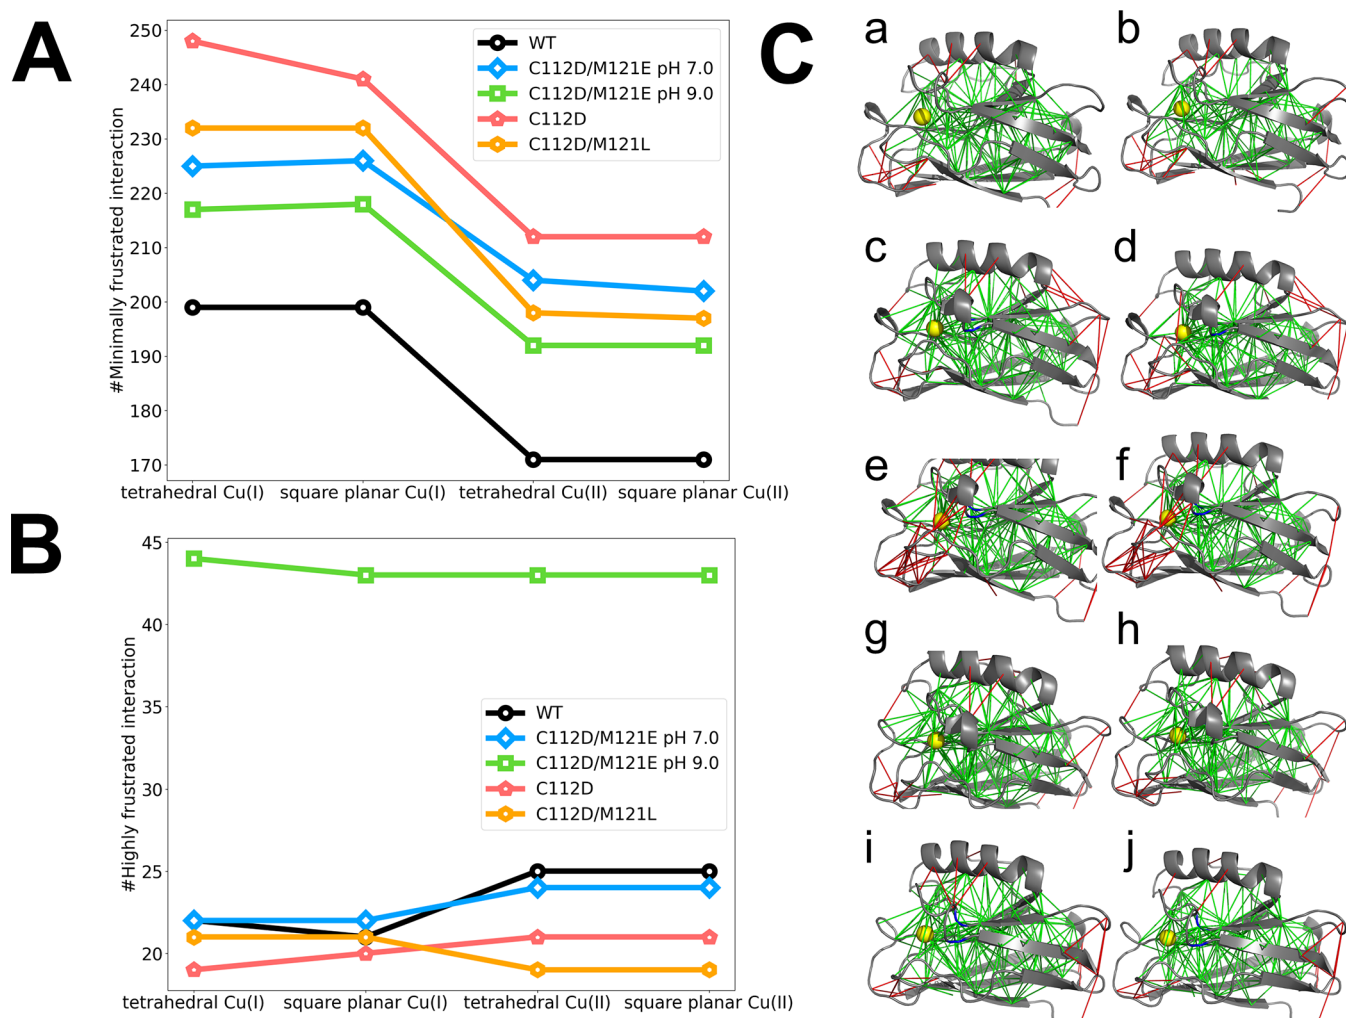 A
250
240
230
220
210
200
190
180
170
#Minimally frustrated interaction
WT
C112D/M121E pH 7.0
C112D/M121E pH 9.0
C112D
C112D/M121L
tetrahedral Cu(I)
square planar Cu(I)
tetrahedral Cu(II)
square planar Cu(II)
B
45
40
35
30
25
20
#Highly frustrated interaction
WT
C112D/M121E pH 7.0
C112D/M121E pH 9.0
C112D
C112D/M121L
tetrahedral Cu(I)
square planar Cu(I)
tetrahedral Cu(II)
square planar Cu(II)
C
a
b
c
d
e
f
g
h
i
j